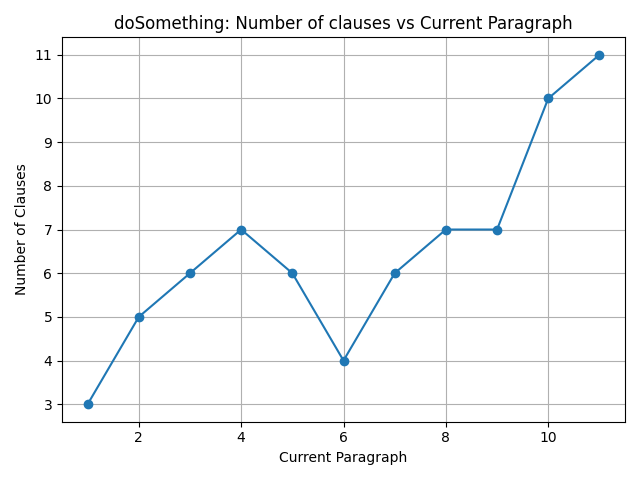 doSomething: Number of clauses vs Current Paragraph
11
10
9
8
7
6
5
4
3
Number of Clauses
2 4 6 8 10
Current Paragraph